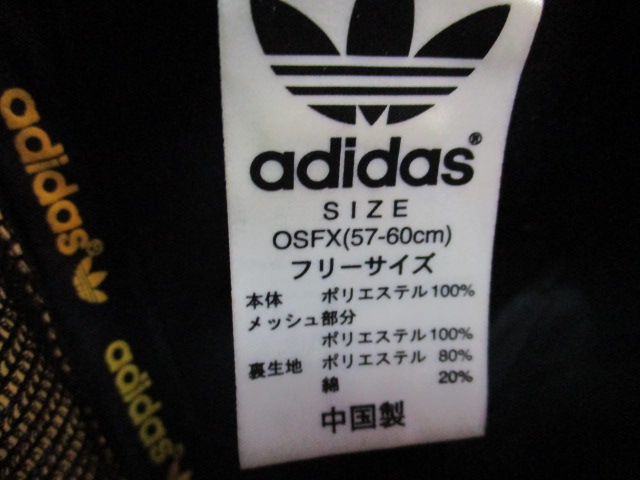 adidas®
SIZE
OSFX(57-60cm)
フリーサイズ
本体 ポリエステル100%
メッシュ部分
ポリエステル100%
裏生地 ポリエステル 80%
綿 20%
中国製
adidas®
adidas